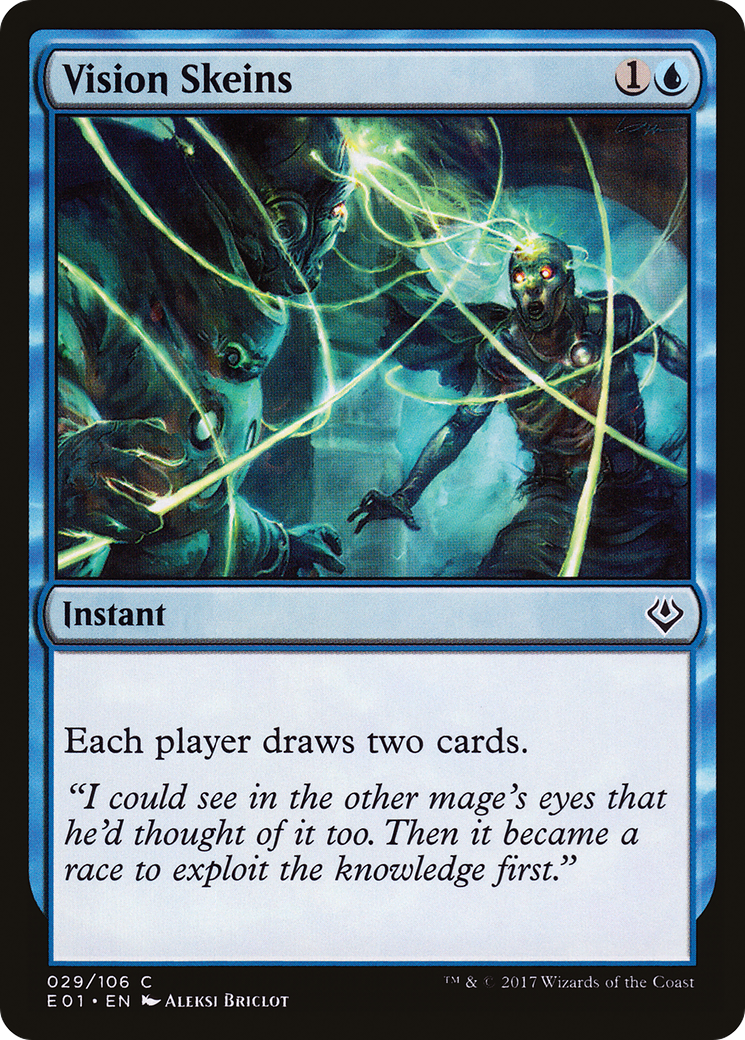 Vision Skeins 1
Instant
Each player draws two cards.
“I could see in the other mage’s eyes that
he’d thought of it too. Then it became a
race to exploit the knowledge first.”
029/106 C
™ & © 2017 Wizards of the Coast
E01 • EN Aleksi Briclot